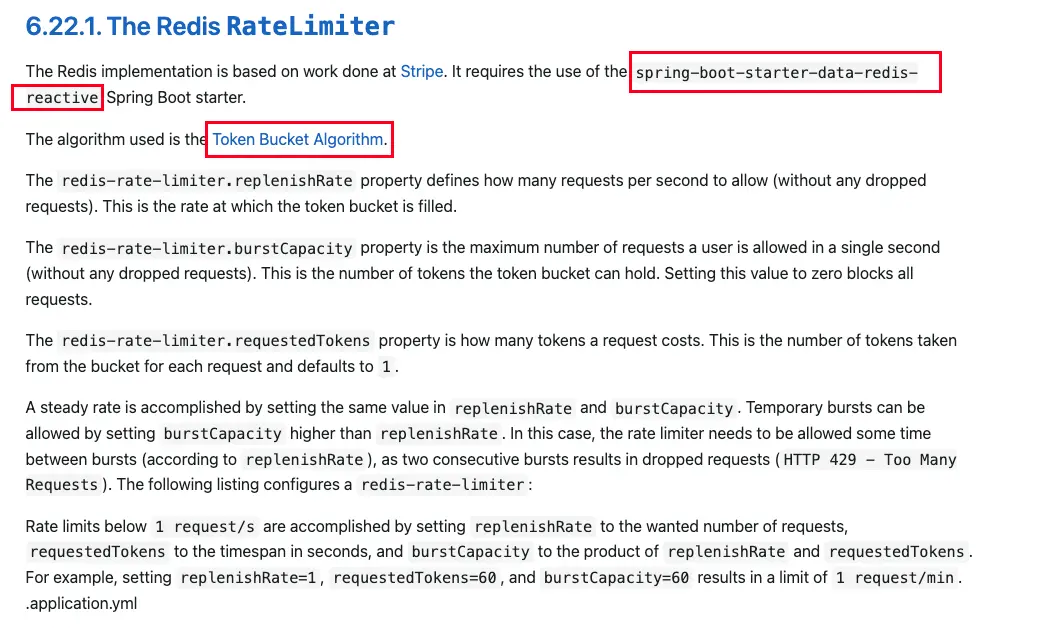 6.22.1. The Redis RateLimiter
The Redis implementation is based on work done at Stripe. It requires the use of the spring-boot-starter-data-redis-
reactive Spring Boot starter.
The algorithm used is the Token Bucket Algorithm.
The redis-rate-limiter.replenishRate property defines how many requests per second to allow (without any dropped
requests). This is the rate at which the token bucket is filled.
The redis-rate-limiter.burstCapacity property is the maximum number of requests a user is allowed in a single second
(without any dropped requests). This is the number of tokens the token bucket can hold. Setting this value to zero blocks all
requests.
The redis-rate-limiter.requestedTokens property is how many tokens a request costs. This is the number of tokens taken
from the bucket for each request and defaults to 1.
A steady rate is accomplished by setting the same value in replenishRate and burstCapacity. Temporary bursts can be
allowed by setting burstCapacity higher than replenishRate. In this case, the rate limiter needs to be allowed some time
between bursts (according to replenishRate), as two consecutive bursts results in dropped requests (HTTP 429 - Too Many
Requests). The following listing configures a redis-rate-limiter:
Rate limits below 1 request/s are accomplished by setting replenishRate to the wanted number of requests,
requestedTokens to the timespan in seconds, and burstCapacity to the product of replenishRate and requestedTokens.
For example, setting replenishRate=1, requestedTokens=60, and burstCapacity=60 results in a limit of 1 request/min.
.application.yml